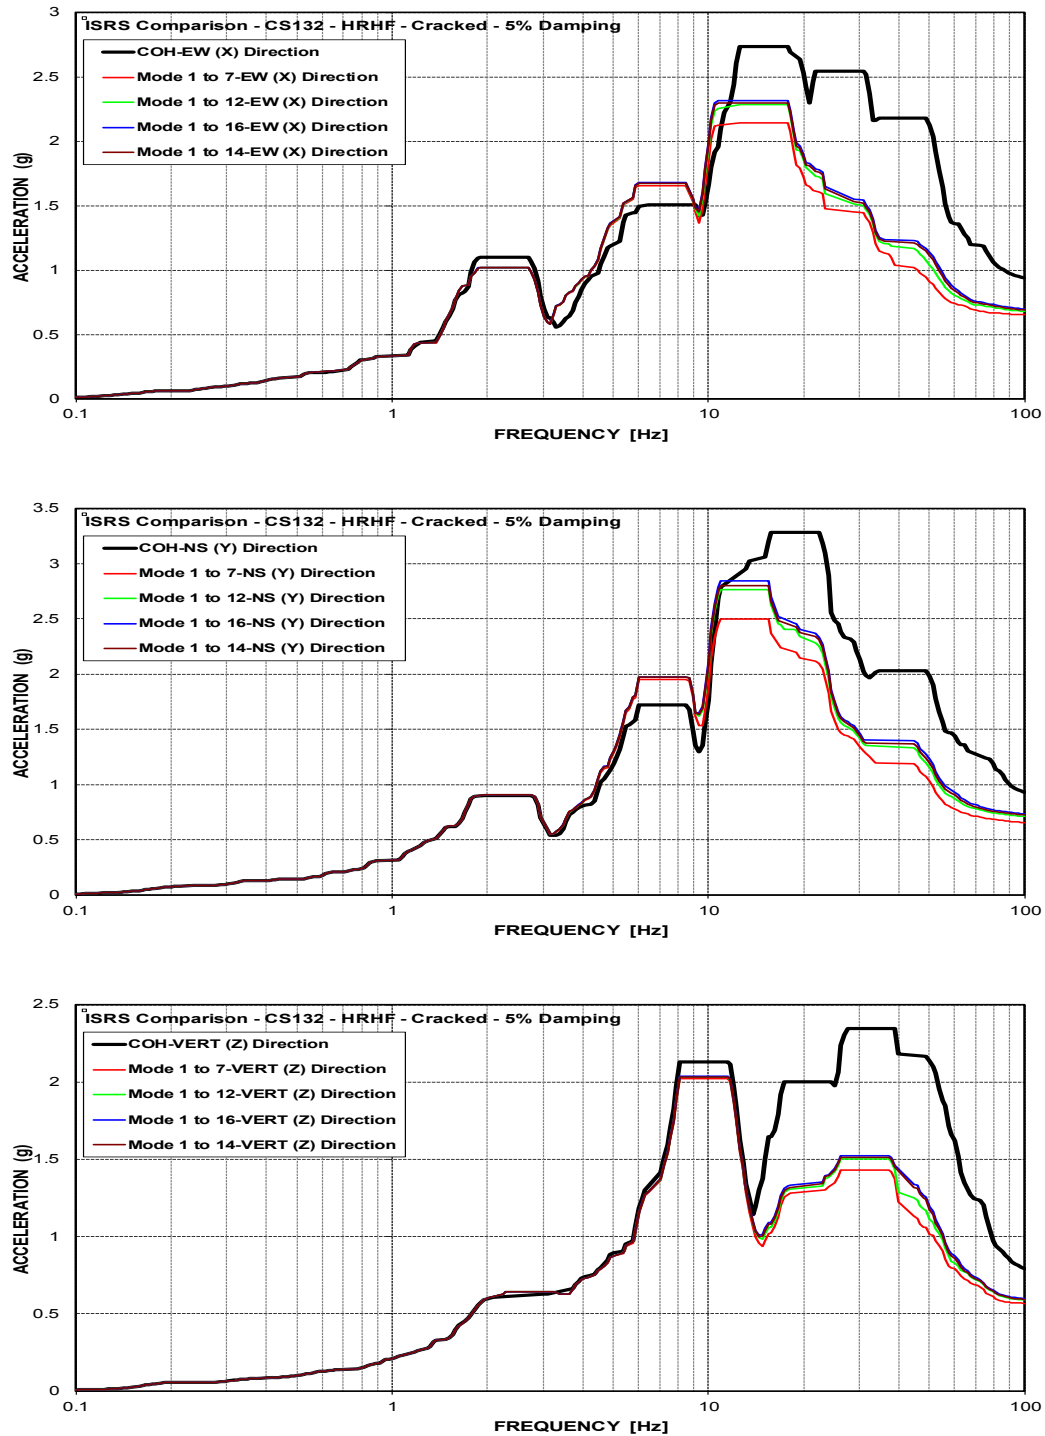 ISRS Comparison - CS132 - HRHF - Cracked - 5% Damping
COH-EW (X) Direction
Mode 1 to 7-EW (X) Direction
Mode 1 to 12-EW (X) Direction
Mode 1 to 16-EW (X) Direction
Mode 1 to 14-EW (X) Direction
ACCELERATION (g)
3
2.5
2
1.5
1
0.5
0
0.1
1
10
100
FREQUENCY [Hz]
ISRS Comparison - CS132 - HRHF - Cracked - 5% Damping
COH-NS (Y) Direction
Mode 1 to 7-NS (Y) Direction
Mode 1 to 12-NS (Y) Direction
Mode 1 to 16-NS (Y) Direction
Mode 1 to 14-NS (Y) Direction
ACCELERATION (g)
3.5
3
2.5
2
1.5
1
0.5
0
0.1
1
10
100
FREQUENCY [Hz]
ISRS Comparison - CS132 - HRHF - Cracked - 5% Damping
COH-VERT (Z) Direction
Mode 1 to 7-VERT (Z) Direction
Mode 1 to 12-VERT (Z) Direction
Mode 1 to 16-VERT (Z) Direction
Mode 1 to 14-VERT (Z) Direction
ACCELERATION (g)
2.5
2
1.5
1
0.5
0
0.1
1
10
100
FREQUENCY [Hz]